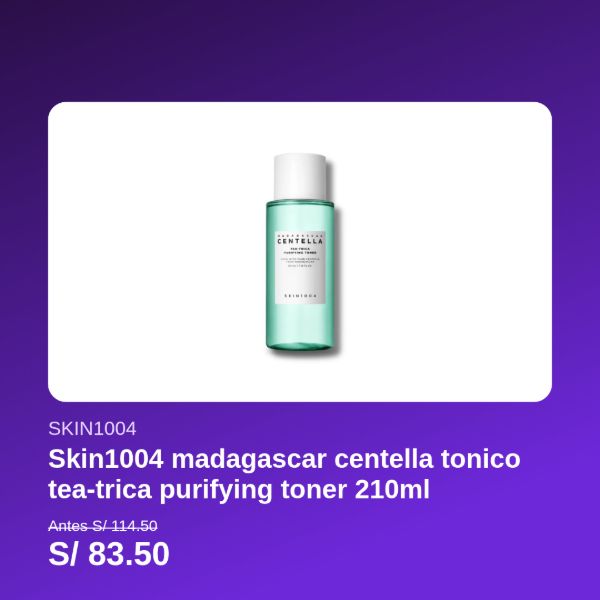 MADAGASCAR
CENTELLA
TEA-TRICA
PURIFYING TONER
SKIN1004
SKIN1004
Skin1004 madagascar centella tonico
tea-trica purifying toner 210ml
Antes S/ 114.50
S/ 83.50